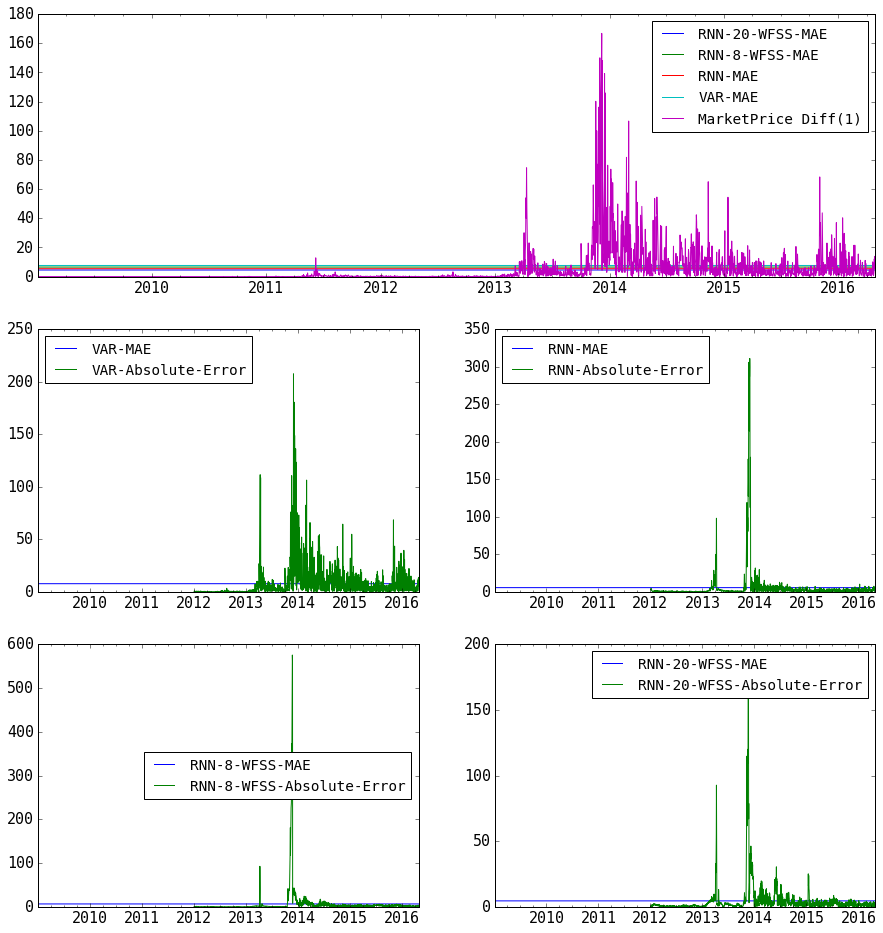 180
160
140
120
100
80
60
40
20
0
RNN-20-WFSS-MAE
RNN-8-WFSS-MAE
RNN-MAE
VAR-MAE
MarketPrice Diff(1)
2010 2011 2012 2013 2014 2015 2016
250
200
150
100
50
0
VAR-MAE
VAR-Absolute-Error
2010 2011 2012 2013 2014 2015 2016
350
300
250
200
150
100
50
0
RNN-MAE
RNN-Absolute-Error
2010 2011 2012 2013 2014 2015 2016
600
500
400
300
200
100
0
RNN-8-WFSS-MAE
RNN-8-WFSS-Absolute-Error
2010 2011 2012 2013 2014 2015 2016
200
150
100
50
0
RNN-20-WFSS-MAE
RNN-20-WFSS-Absolute-Error
2010 2011 2012 2013 2014 2015 2016